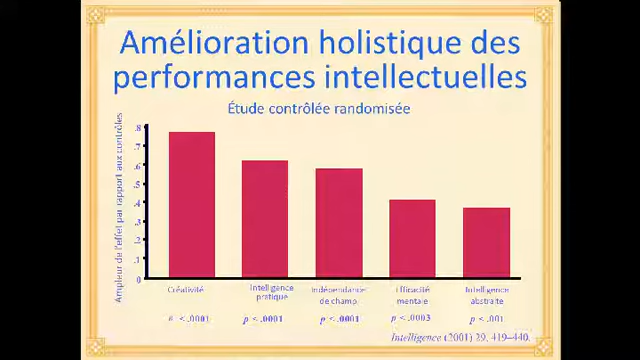 Amélioration holistique des
performances intellectuelles
Étude contrôlée randomisée
Ampleur de l'effet par rapport aux contrôles
.8
.7
.6
.5
.4
.3
.2
.1
0
Créativité
Intelligence
pratique
Indépendance
de champ
Efficacité
mentale
Intelligence
abstraite
p <.0001
p <.0001
p <.0001
p <.0003
p <.001
Intelligence (2001) 29, 419–440.